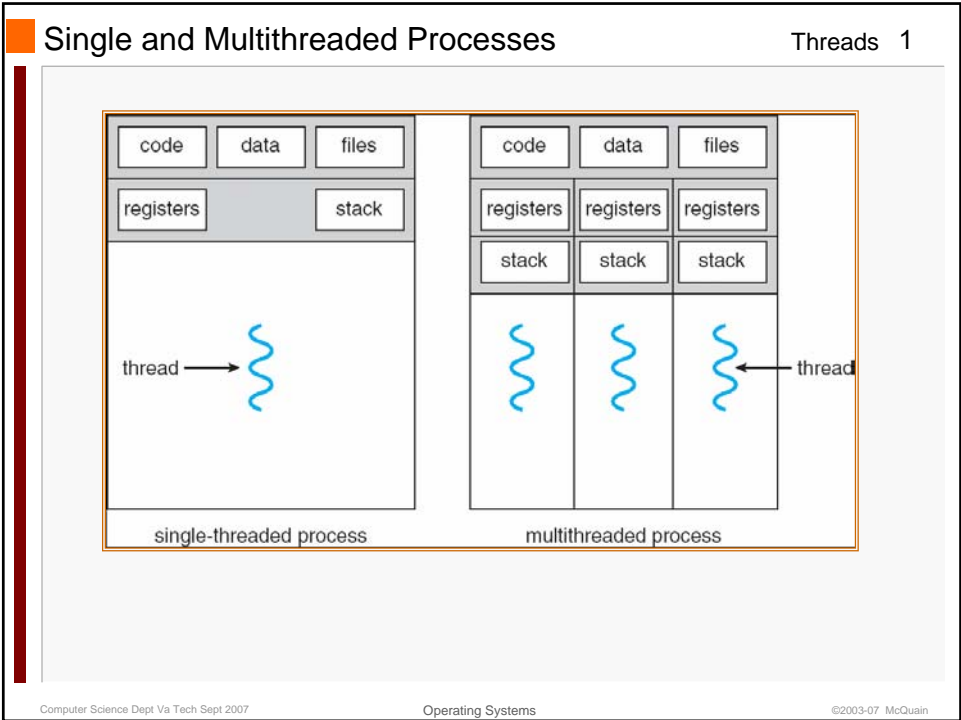 Single and Multithreaded Processes
Threads 1
code data files
registers stack
thread
single-threaded process
code data files
registers registers registers
stack stack stack
thread
multithreaded process
Computer Science Dept Va Tech Sept 2007
Operating Systems
©2003-07 McQuain